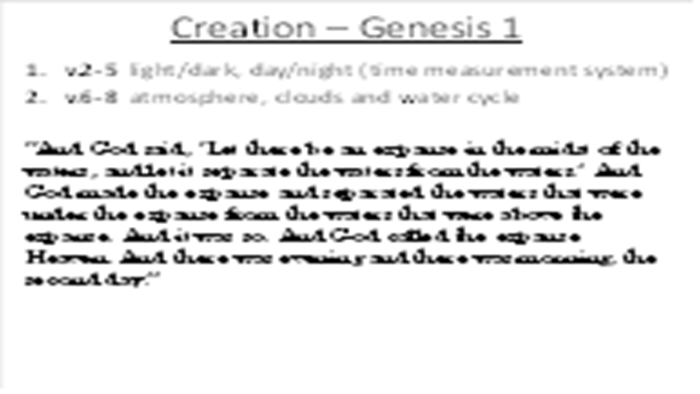 Creation – Genesis 1
1. v2-5 light/dark, day/night (time measurement system)
2. v6-8 atmosphere, clouds and water cycle
"And God said, "Let there be an expanse in the midst of the
waters, and let it separate the waters from the waters." And
God made the expanse and separated the waters that were
under the expanse from the waters that were above the
expanse. And it was so. And God called the expanse
Heaven. And there was evening and there was morning, the
second day."